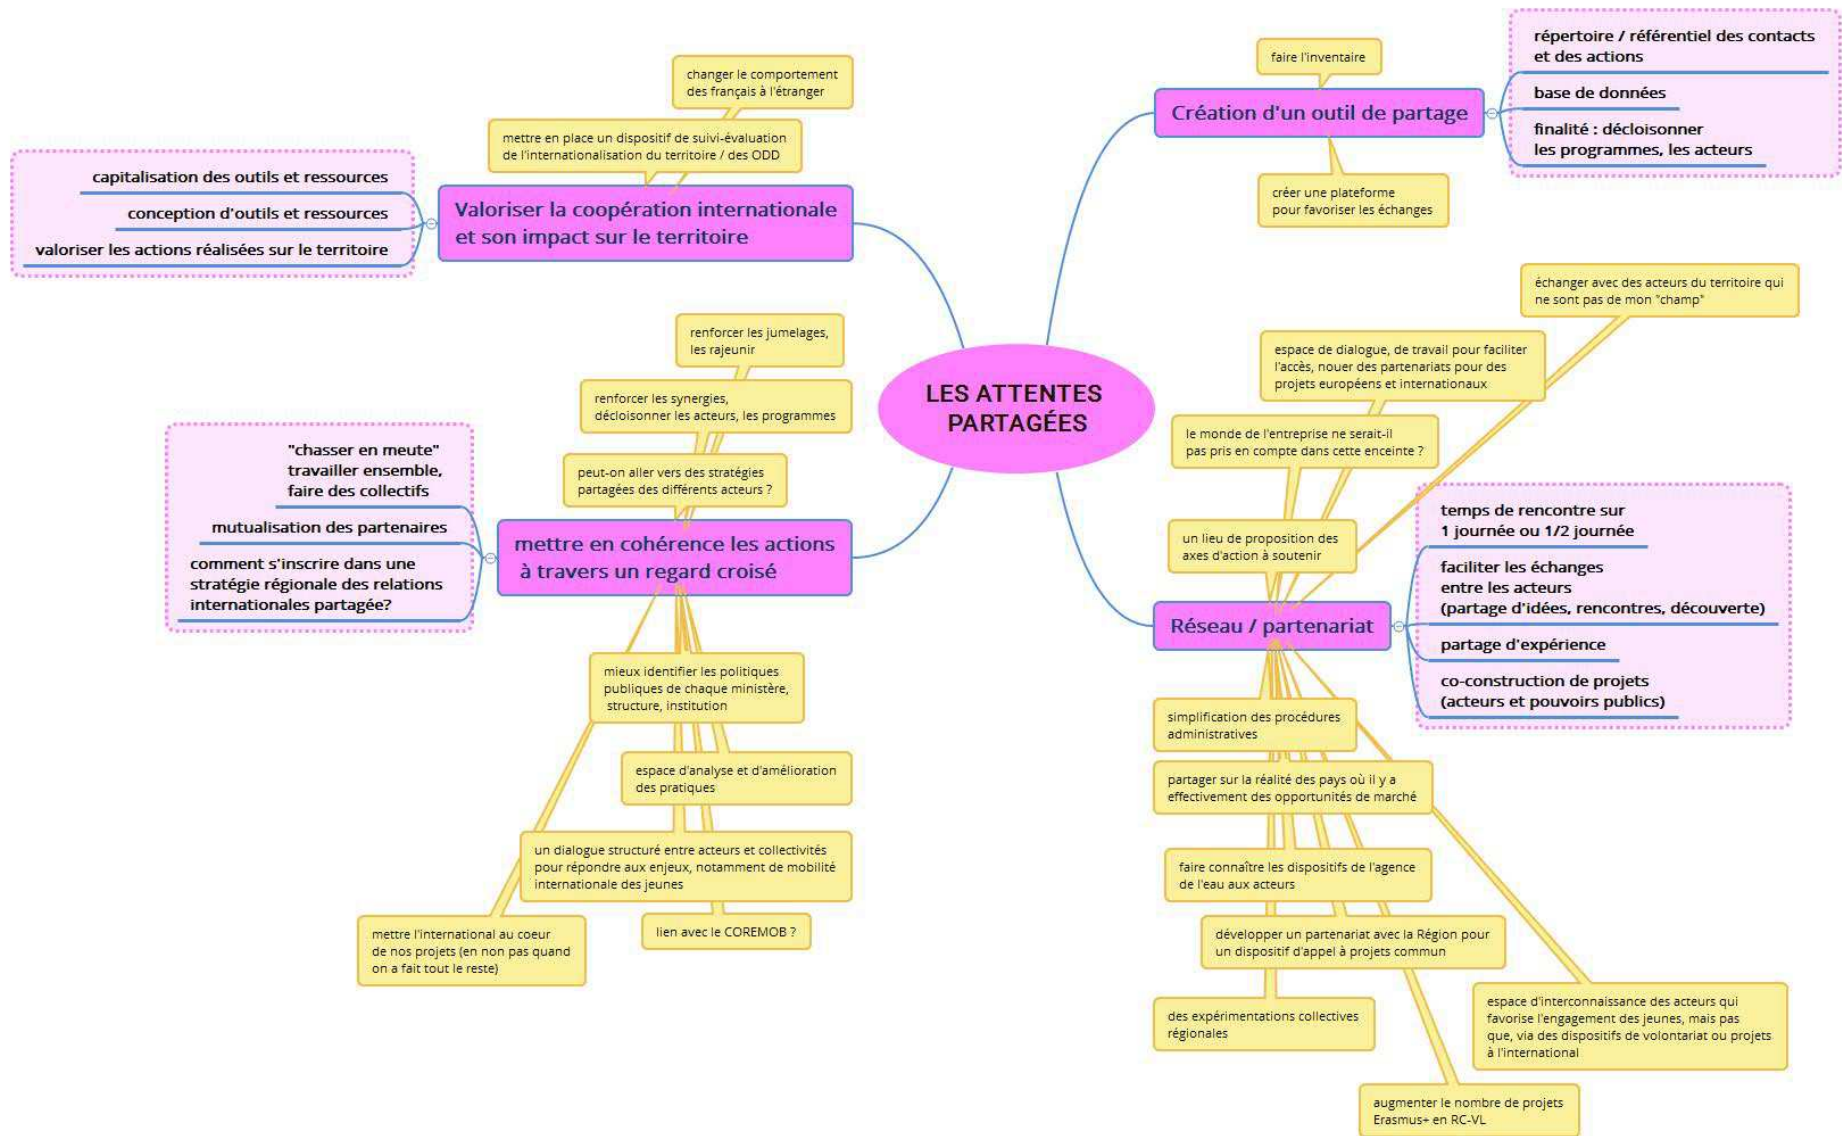 LES ATTENTES
PARTAGÉES
Création d'un outil de partage
faire l'inventaire
créer une plateforme
pour favoriser les échanges
répertoire / référentiel des contacts
et des actions
base de données
finalité : décloisonner
les programmes, les acteurs
Réseau / partenariat
échanger avec des acteurs du territoire qui
ne sont pas de mon "champ"
espace de dialogue, de travail pour faciliter
l'accès, nouer des partenariats pour des
projets européens et internationaux
le monde de l'entreprise ne serait-il
pas pris en compte dans cette enceinte ?
un lieu de proposition des
axes d'action à soutenir
temps de rencontre sur
1 journée ou 1/2 journée
faciliter les échanges
entre les acteurs
(partage d'idées, rencontres, découverte)
partage d'expérience
co-construction de projets
(acteurs et pouvoirs publics)
simplification des procédures
administratives
partager sur la réalité des pays où il y a
effectivement des opportunités de marché
faire connaître les dispositifs de l'agence
de l'eau aux acteurs
développer un partenariat avec la Région pour
un dispositif d'appel à projets commun
des expérimentations collectives
régionales
espace d'interconnaissance des acteurs qui
favorise l'engagement des jeunes, mais pas
que, via des dispositifs de volontariat ou projets
à l'international
augmenter le nombre de projets
Erasmus+ en RC-VL
Valoriser la coopération internationale
et son impact sur le territoire
changer le comportement
des français à l'étranger
mettre en place un dispositif de suivi-évaluation
de l'internationalisation du territoire / des ODD
capitalisation des outils et ressources
conception d'outils et ressources
valoriser les actions réalisées sur le territoire
mettre en cohérence les actions
à travers un regard croisé
renforcer les jumelages,
les rajeunir
renforcer les synergies,
décloisonner les acteurs, les programmes
peut-on aller vers des stratégies
partagées des différents acteurs ?
"chasser en meute"
travailler ensemble,
faire des collectifs
mutualisation des partenaires
comment s'inscrire dans une
stratégie régionale des relations
internationales partagée?
mieux identifier les politiques
publiques de chaque ministère,
structure, institution
espace d'analyse et d'amélioration
des pratiques
un dialogue structuré entre acteurs et collectivités
pour répondre aux enjeux, notamment de mobilité
internationale des jeunes
lien avec le COREMOB ?
mettre l'international au coeur
de nos projets (en non pas quand
on a fait tout le reste)